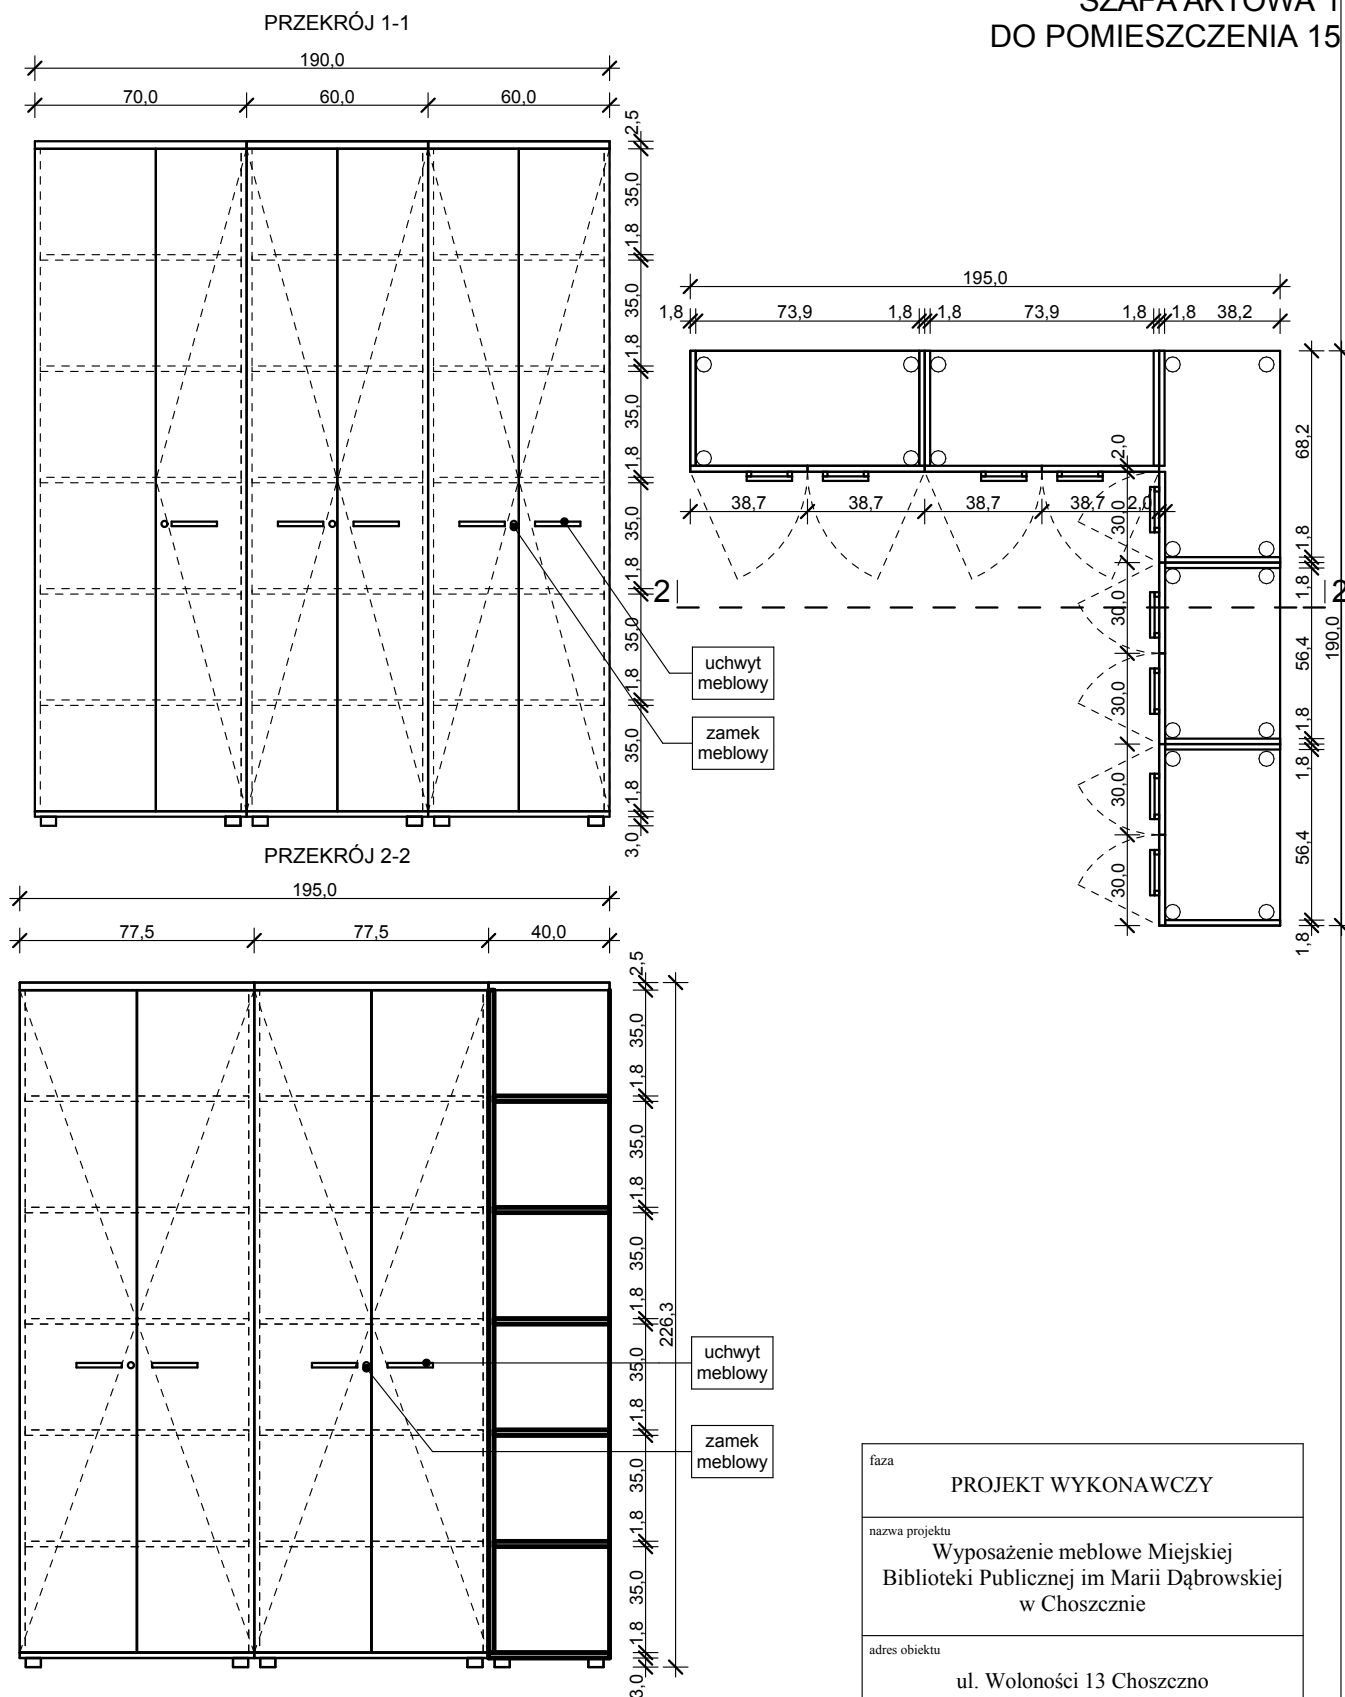 SZAFA AKTOWA 1
DO POMIESZCZENIA 15
PRZEKRÓJ 1-1
190,0
70,0 60,0 60,0
2,5
35,0
1,8
35,0
1,8
35,0
1,8
35,0
1,8
35,0
1,8
35,0
1,8
3,0
uchwyt
meblowy
zamek
meblowy
195,0
1,8 73,9 1,8 1,8 73,9 1,8 1,8 38,2
38,7 38,7 38,7 38,7 2,0
2,0
30,0
30,0
30,0
30,0
30,0
68,2
1,8
1,8
56,4
1,8
1,8
56,4
1,8
190,0
2 2
PRZEKRÓJ 2-2
195,0
77,5 77,5 40,0
2,5
35,0
1,8
35,0
1,8
35,0
1,8
35,0
1,8
35,0
1,8
35,0
1,8
3,0
226,3
uchwyt
meblowy
zamek
meblowy
faza
PROJEKT WYKONAWCZY
nazwa projektu
Wyposażenie meblowe Miejskiej
Biblioteki Publicznej im Marii Dąbrowskiej
w Choszcznie
adres obiektu
ul. Woloności 13 Choszczno